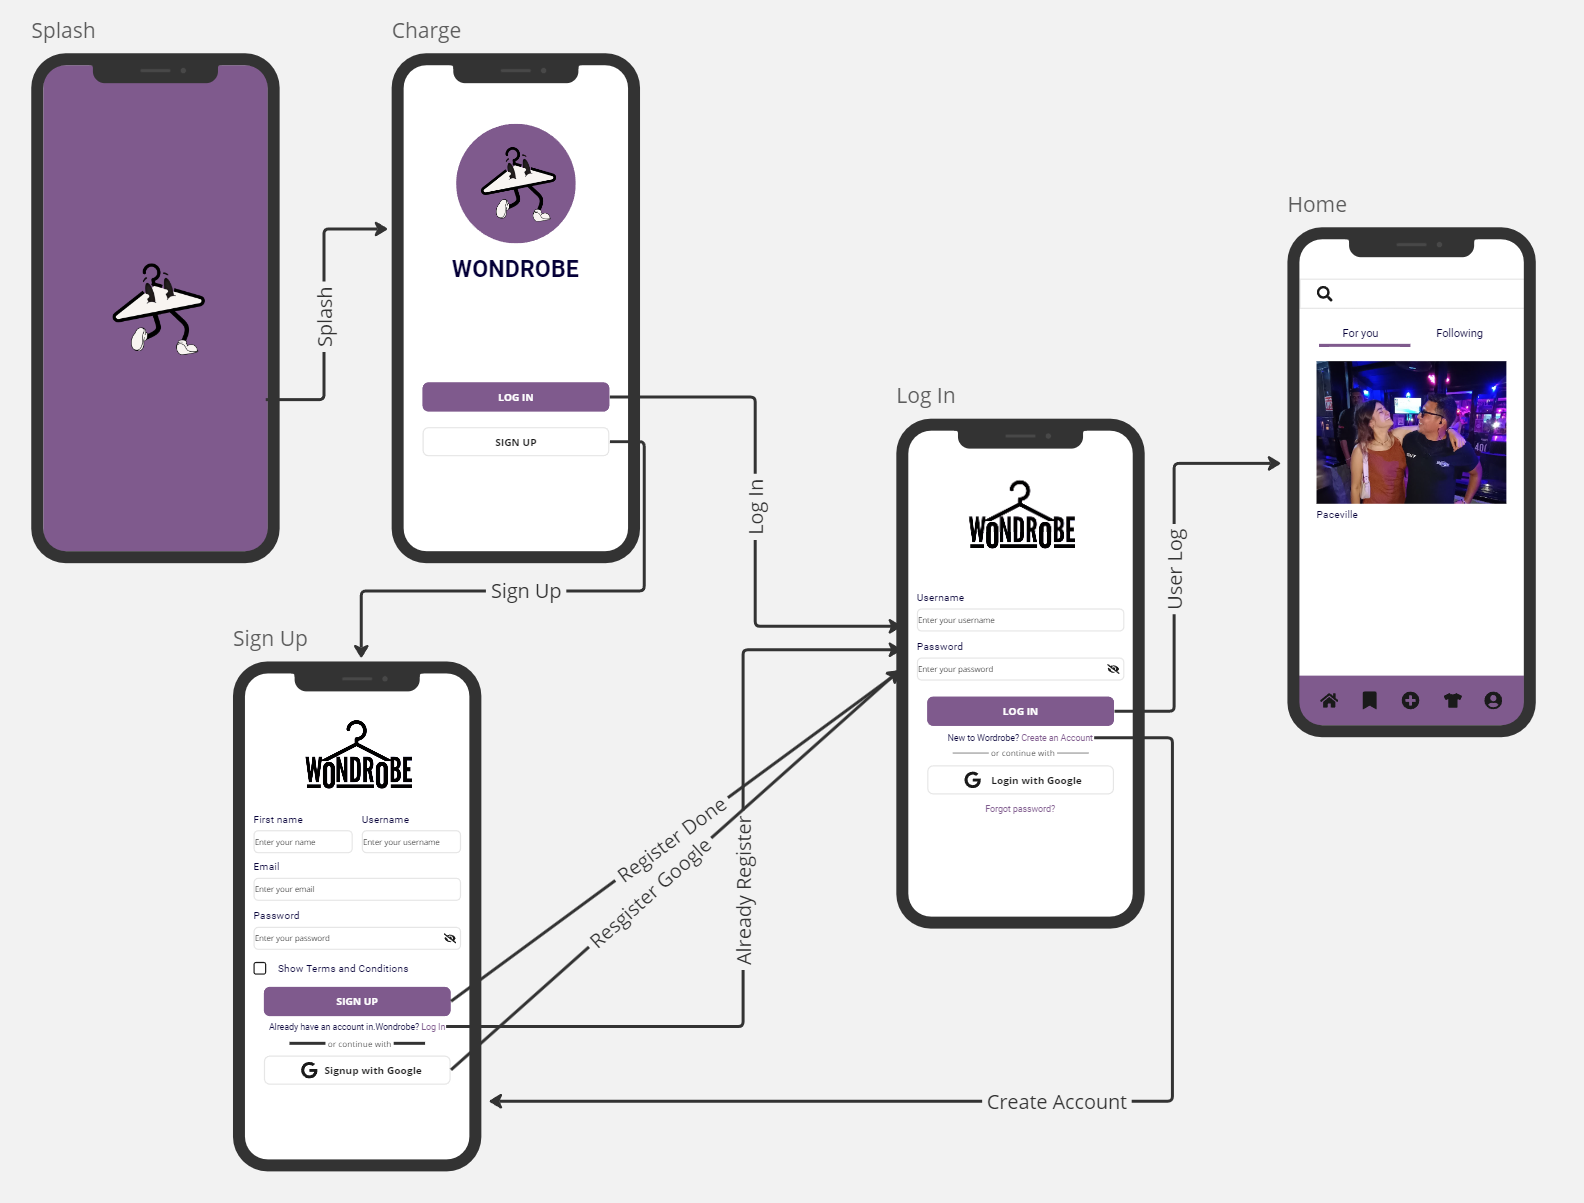 Splash
Charge
WONDROBE
LOG IN
SIGN UP
Splash
Log In
Sign Up
Sign Up
WONDROBE
First name
Username
Enter your name
Enter your username
Email
Enter your email
Password
Enter your password
Show Terms and Conditions
SIGN UP
Already have an account in.Wondrobe? Log In
or continue with
Signup with Google
Register Done
Resgister Google
Already Register
Create Account
Log In
WONDROBE
Username
Enter your username
Password
Enter your password
LOG IN
New to Wordrobe? Create an Account
or continue with
Login with Google
Forgot password?
User Log
Home
For you
Following
Paceville